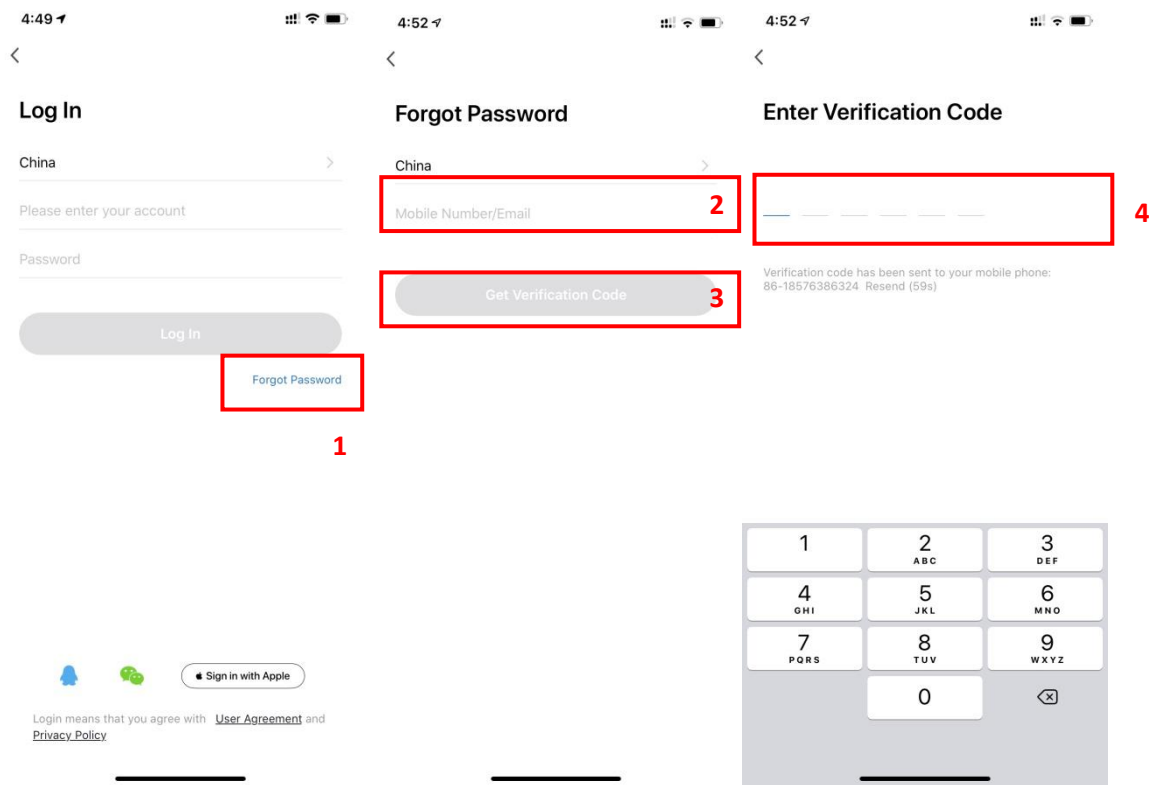 4:49
Log In
China
Please enter your account
Password
Log In
Forgot Password
1
Sign in with Apple
Login means that you agree with User Agreement and
Privacy Policy
4:52
Forgot Password
China
Mobile Number/Email
2
Get Verification Code
3
4:52
Enter Verification Code
4
Verification code has been sent to your mobile phone:
86-18576386324 Resend (59s)
1 2 3
ABC DEF
4 5 6
GHI JKL MNO
7 8 9
PQRS TUV WXYZ
0